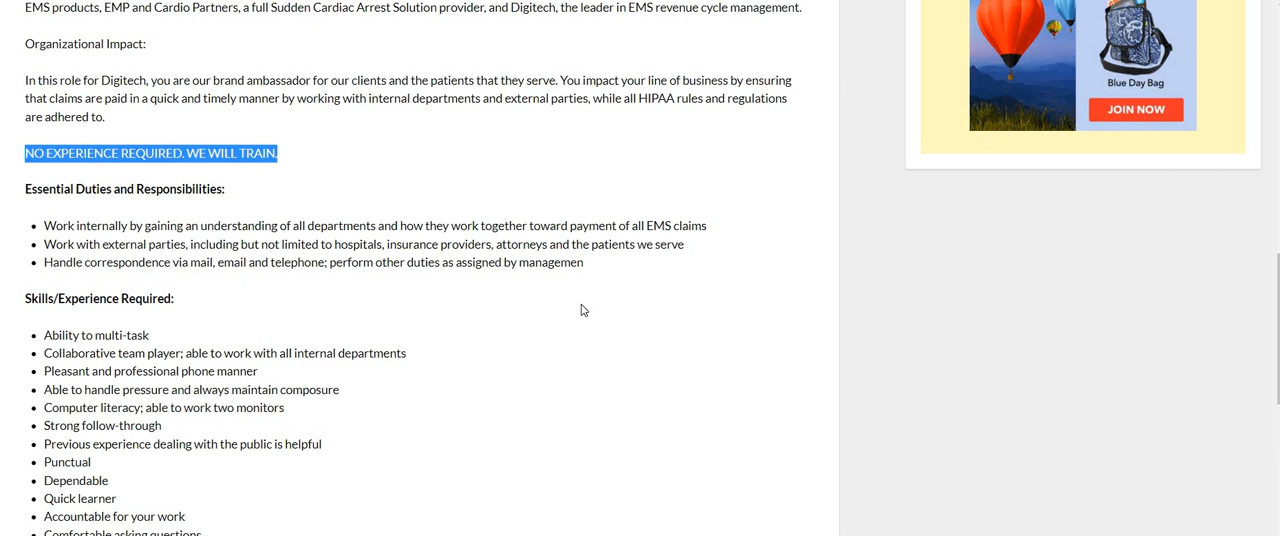 EMS products, EMP and Cardio Partners, a full Sudden Cardiac Arrest Solution provider, and Digitech, the leader in EMS revenue cycle management.
Organizational Impact:
In this role for Digitech, you are our brand ambassador for our clients and the patients that they serve. You impact your line of business by ensuring
that claims are paid in a quick and timely manner by working with internal departments and external parties, while all HIPAA rules and regulations
are adhered to.
NO EXPERIENCE REQUIRED. WE WILL TRAIN.
Essential Duties and Responsibilities:
• Work internally by gaining an understanding of all departments and how they work together toward payment of all EMS claims
• Work with external parties, including but not limited to hospitals, insurance providers, attorneys and the patients we serve
• Handle correspondence via mail, email and telephone; perform other duties as assigned by managemen
Skills/Experience Required:
• Ability to multi-task
• Collaborative team player; able to work with all internal departments
• Pleasant and professional phone manner
• Able to handle pressure and always maintain composure
• Computer literacy; able to work two monitors
• Strong follow-through
• Previous experience dealing with the public is helpful
• Punctual
• Dependable
• Quick learner
• Accountable for your work
• Comfortable asking questions
Blue Day Bag
JOIN NOW